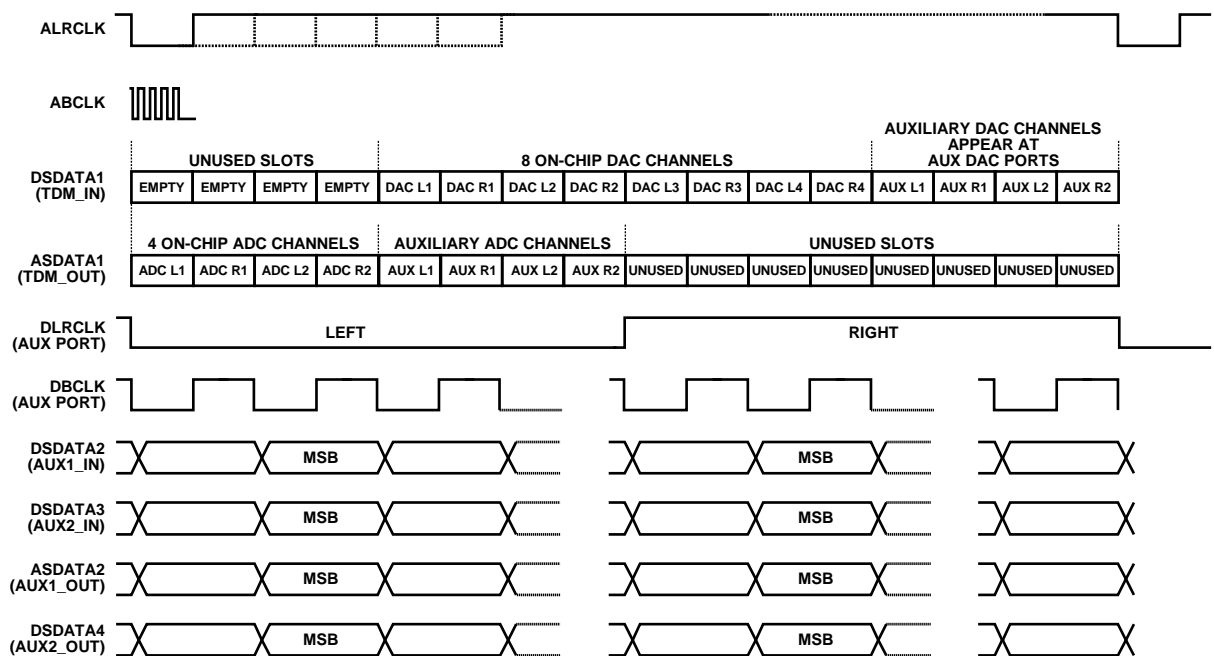 ALRCLK
ABCLK
AUXILIARY DAC CHANNELS
APPEAR AT
AUX DAC PORTS
UNUSED SLOTS
8 ON-CHIP DAC CHANNELS
DSDATA1
(TDM_IN)
EMPTY EMPTY EMPTY EMPTY DAC L1 DAC R1 DAC L2 DAC R2 DAC L3 DAC R3 DAC L4 DAC R4 AUX L1 AUX R1 AUX L2 AUX R2
4 ON-CHIP ADC CHANNELS
AUXILIARY ADC CHANNELS
UNUSED SLOTS
ASDATA1
(TDM_OUT)
ADC L1 ADC R1 ADC L2 ADC R2 AUX L1 AUX R1 AUX L2 AUX R2 UNUSED UNUSED UNUSED UNUSED UNUSED UNUSED UNUSED UNUSED
DLRCLK
(AUX PORT)
LEFT
RIGHT
DBCLK
(AUX PORT)
DSDATA2
(AUX1_IN)
MSB
MSB
DSDATA3
(AUX2_IN)
MSB
MSB
ASDATA2
(AUX1_OUT)
MSB
MSB
DSDATA4
(AUX2_OUT)
MSB
MSB